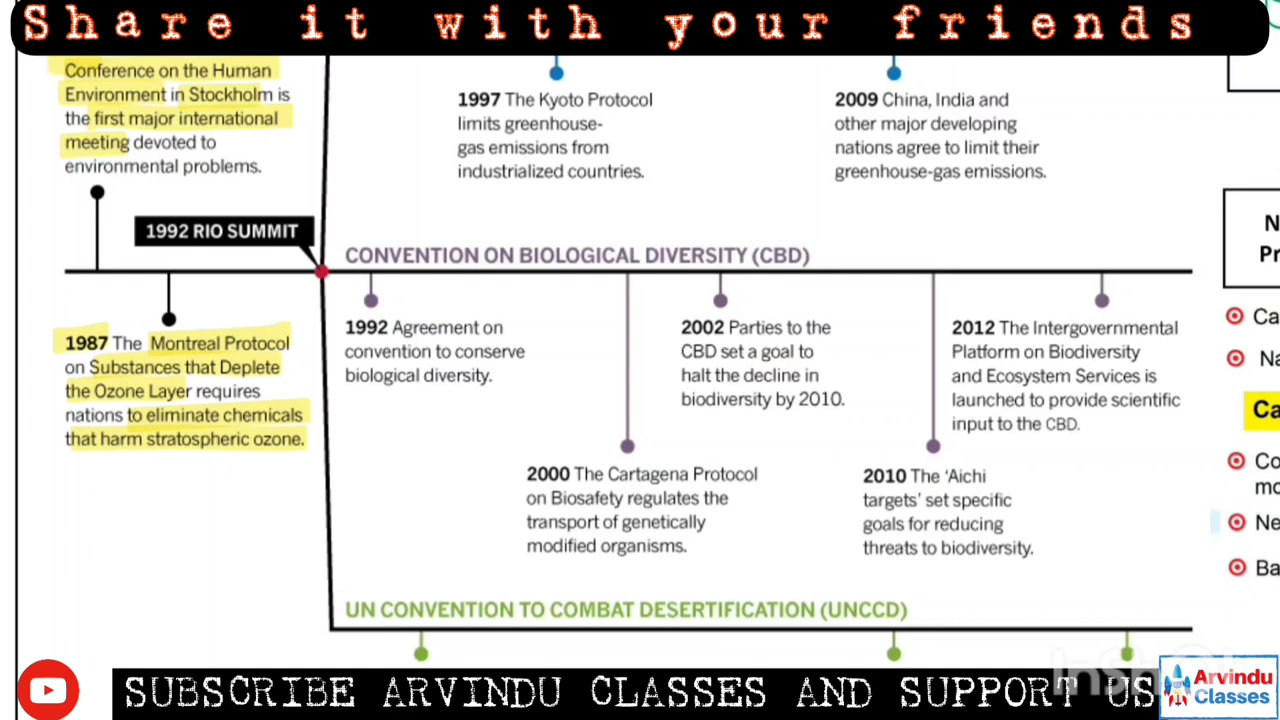 Share it with your friends
Conference on the Human
Environment in Stockholm is
the first major international
meeting devoted to
environmental problems.
1997 The Kyoto Protocol
limits greenhouse-
gas emissions from
industrialized countries.
2009 China, India and
other major developing
nations agree to limit their
greenhouse-gas emissions.
1992 RIO SUMMIT
CONVENTION ON BIOLOGICAL DIVERSITY (CBD)
1987 The Montreal Protocol
on Substances that Deplete
the Ozone Layer requires
nations to eliminate chemicals
that harm stratospheric ozone.
1992 Agreement on
convention to conserve
biological diversity.
2002 Parties to the
CBD set a goal to
halt the decline in
biodiversity by 2010.
2012 The Intergovernmental
Platform on Biodiversity
and Ecosystem Services is
launched to provide scientific
input to the CBD.
2000 The Cartagena Protocol
on Biosafety regulates the
transport of genetically
modified organisms.
2010 The ‘Aichi
targets’ set specific
goals for reducing
threats to biodiversity.
UN CONVENTION TO COMBAT DESERTIFICATION (UNCCD)
N
Pr
Ca
Na
Ca
Co
mo
Ne
Ba
SUBSCRIBE ARVINDU CLASSES AND SUPPORT US
Arvindu
Classes